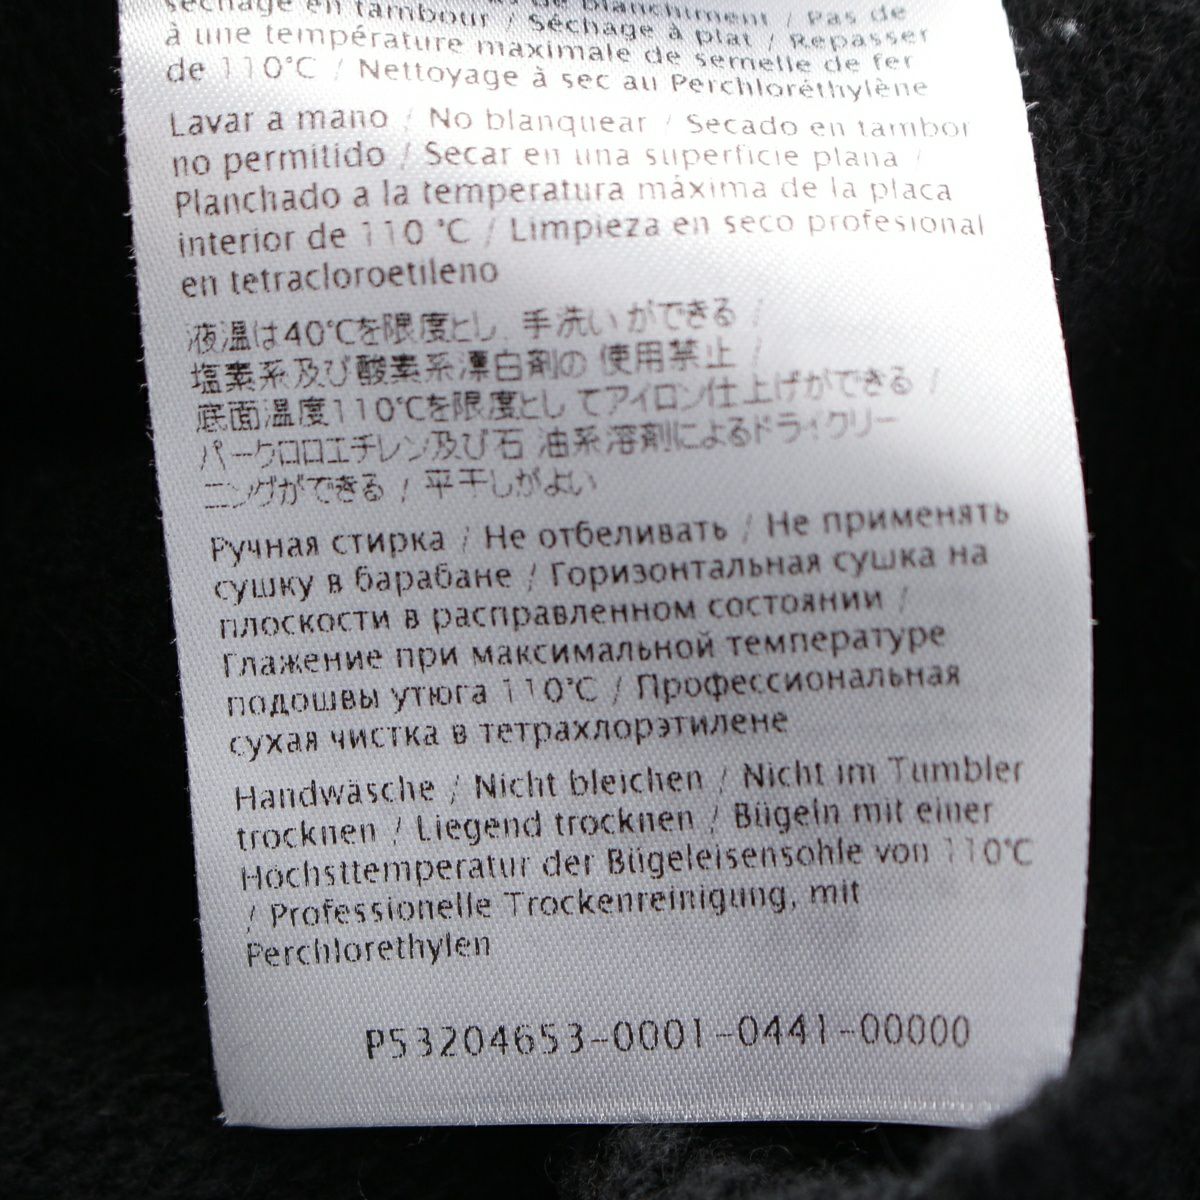 séchage en tambour / Séchage à plat / Repasser
de blanchiment / Pas de
à une température maximale de semelle de fer
de 110°C / Nettoyage à sec au Perchloréthylène
Lavar a mano / No blanquear / Secado en tambor
no permitido / Secar en una superficie plana /
Planchado a la temperatura máxima de la placa
interior de 110 °C / Limpieza en seco profesional
en tetracloroetileno
液温は40℃を限度とし 手洗いができる /
塩素系及び酸素系漂白剤の 使用禁止 /
底面温度110℃を限度とし てアイロン仕上げができる /
パークロロエチレン及び石 油系溶剤によるドライクリー
ニングができる / 平干しがよい
Ручная стирка / Не отбеливать / Не применять
сушку в барабане / Горизонтальная сушка на
плоскости в расправленном состоянии /
Глажение при максимальной температуре
подошвы утюга 110°C / Профессиональная
сухая чистка в тетрахлорэтилене
Handwäsche / Nicht bleichen / Nicht im Tumbler
trocknen / Liegend trocknen / Bügeln mit einer
Höchsttemperatur der Bügeleisensohle von 110°C
/ Professionelle Trockenreinigung, mit
Perchlorethylen
P53204653-0001-0441-00000